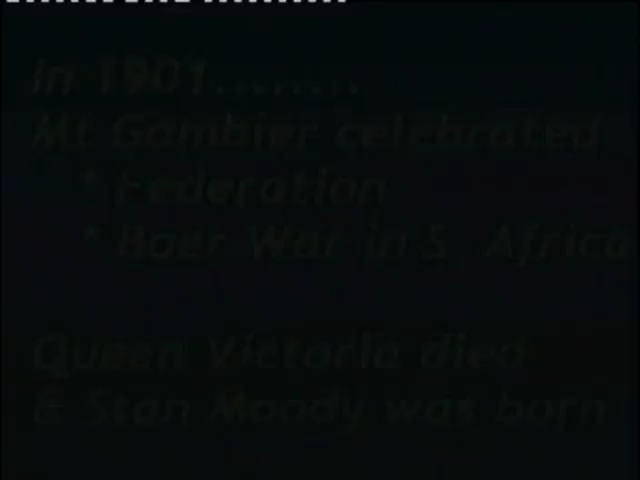 In 1901.........
Mt Gambier celebrated
* Federation
* Boer War in S. Africa
Queen Victoria died
& Stan Moody was born